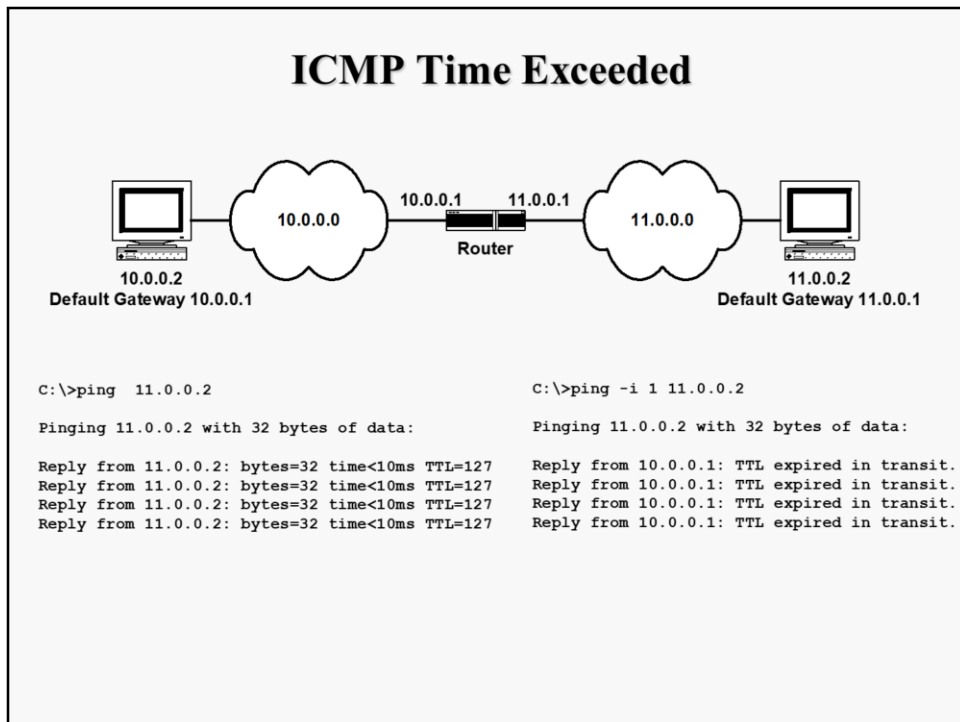 ICMP Time Exceeded
10.0.0.1 11.0.0.1
10.0.0.0
11.0.0.0
Router
10.0.0.2
Default Gateway 10.0.0.1
11.0.0.2
Default Gateway 11.0.0.1
C:\>ping  11.0.0.2
Pinging 11.0.0.2 with 32 bytes of data:
Reply from 11.0.0.2: bytes=32 time<10ms TTL=127
Reply from 11.0.0.2: bytes=32 time<10ms TTL=127
Reply from 11.0.0.2: bytes=32 time<10ms TTL=127
Reply from 11.0.0.2: bytes=32 time<10ms TTL=127
C:\>ping -i 1 11.0.0.2
Pinging 11.0.0.2 with 32 bytes of data:
Reply from 10.0.0.1: TTL expired in transit.
Reply from 10.0.0.1: TTL expired in transit.
Reply from 10.0.0.1: TTL expired in transit.
Reply from 10.0.0.1: TTL expired in transit.